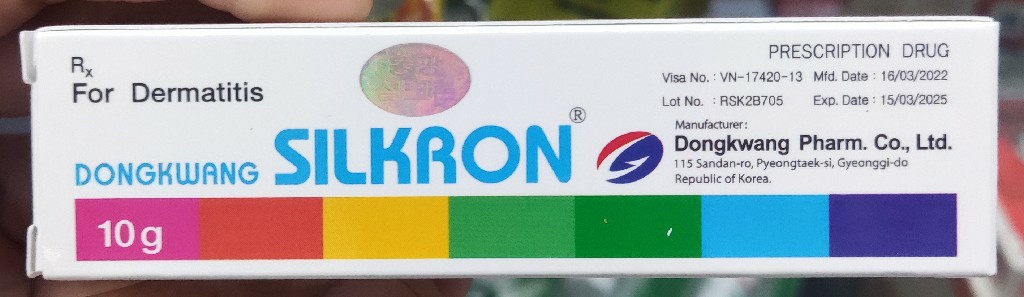 Rx
For Dermatitis
DONGKWANG SILKRON®
10g
PRESCRIPTION DRUG
Visa No. : VN-17420-13 Mfd. Date : 16/03/2022
Lot No. : RSK2B705 Exp. Date : 15/03/2025
Manufacturer :
Dongkwang Pharm. Co., Ltd.
115 Sandan-ro, Pyeongtaek-si, Gyeonggi-do
Republic of Korea.